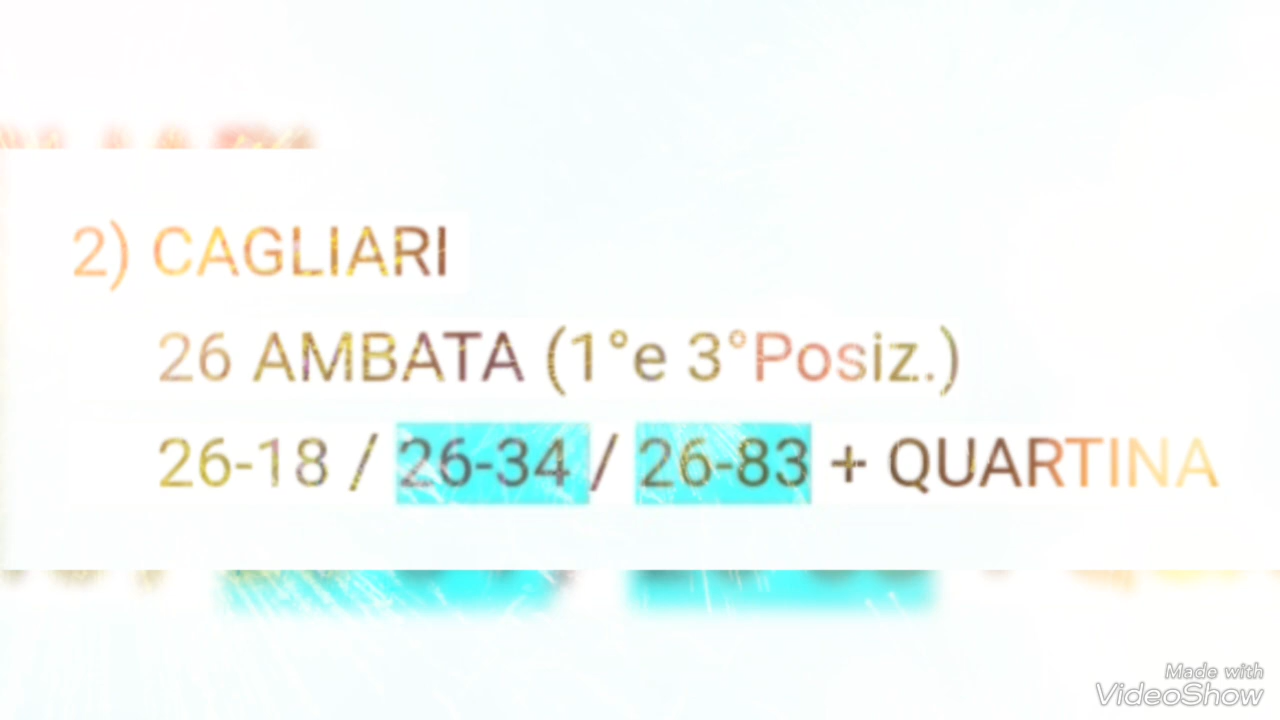 2) CAGLIARI
26 AMBATA (1°e 3°Posiz.)
26-18 / 26-34 / 26-83 + QUARTINA
Made with
VideoShow